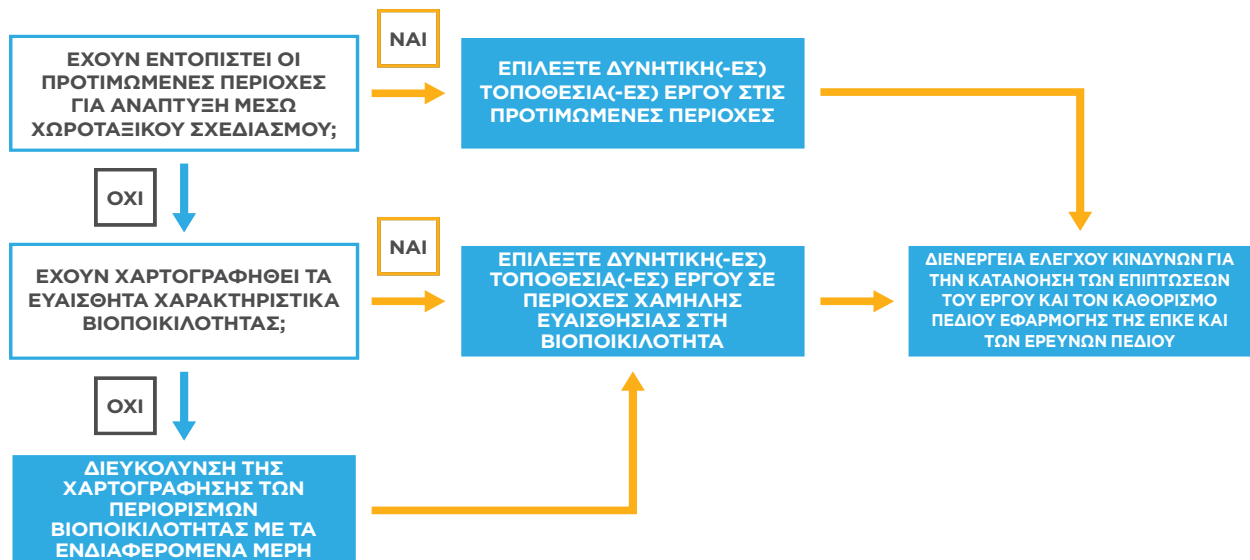 ΕΧΟΥΝ ΕΝΤΟΠΙΣΤΕΙ ΟΙ
ΠΡΟΤΙΜΩΜΕΝΕΣ ΠΕΡΙΟΧΕΣ
ΓΙΑ ΑΝΑΠΤΥΞΗ ΜΕΣΩ
ΧΩΡΟΤΑΞΙΚΟΥ ΣΧΕΔΙΑΣΜΟΥ;
ΝΑΙ
ΕΠΙΛΕΞΤΕ ΔΥΝΗΤΙΚΗ(-ΕΣ)
ΤΟΠΟΘΕΣΙΑ(-ΕΣ) ΕΡΓΟΥ ΣΤΙΣ
ΠΡΟΤΙΜΩΜΕΝΕΣ ΠΕΡΙΟΧΕΣ
ΟΧΙ
ΕΧΟΥΝ ΧΑΡΤΟΓΡΑΦΗΘΕΙ ΤΑ
ΕΥΑΙΣΘΗΤΑ ΧΑΡΑΚΤΗΡΙΣΤΙΚΑ
ΒΙΟΠΟΙΚΙΛΟΤΗΤΑΣ;
ΝΑΙ
ΕΠΙΛΕΞΤΕ ΔΥΝΗΤΙΚΗ(-ΕΣ)
ΤΟΠΟΘΕΣΙΑ(-ΕΣ) ΕΡΓΟΥ ΣΕ
ΠΕΡΙΟΧΕΣ ΧΑΜΗΛΗΣ
ΕΥΑΙΣΘΗΣΙΑΣ ΣΤΗ
ΒΙΟΠΟΙΚΙΛΟΤΗΤΑ
ΔΙΕΝΕΡΓΕΙΑ ΕΛΕΓΧΟΥ ΚΙΝΔΥΝΩΝ ΓΙΑ
ΤΗΝ ΚΑΤΑΝΟΗΣΗ ΤΩΝ ΕΠΙΠΤΩΣΕΩΝ
ΤΟΥ ΕΡΓΟΥ ΚΑΙ ΤΟΝ ΚΑΘΟΡΙΣΜΟ
ΠΕΔΙΟΥ ΕΦΑΡΜΟΓΗΣ ΤΗΣ ΕΠΚΕ ΚΑΙ
ΤΩΝ ΕΡΕΥΝΩΝ ΠΕΔΙΟΥ
ΟΧΙ
ΔΙΕΥΚΟΛΥΝΣΗ ΤΗΣ
ΧΑΡΤΟΓΡΑΦΗΣΗΣ ΤΩΝ
ΠΕΡΙΟΡΙΣΜΩΝ
ΒΙΟΠΟΙΚΙΛΟΤΗΤΑΣ ΜΕ ΤΑ
ΕΝΔΙΑΦΕΡΟΜΕΝΑ ΜΕΡΗ